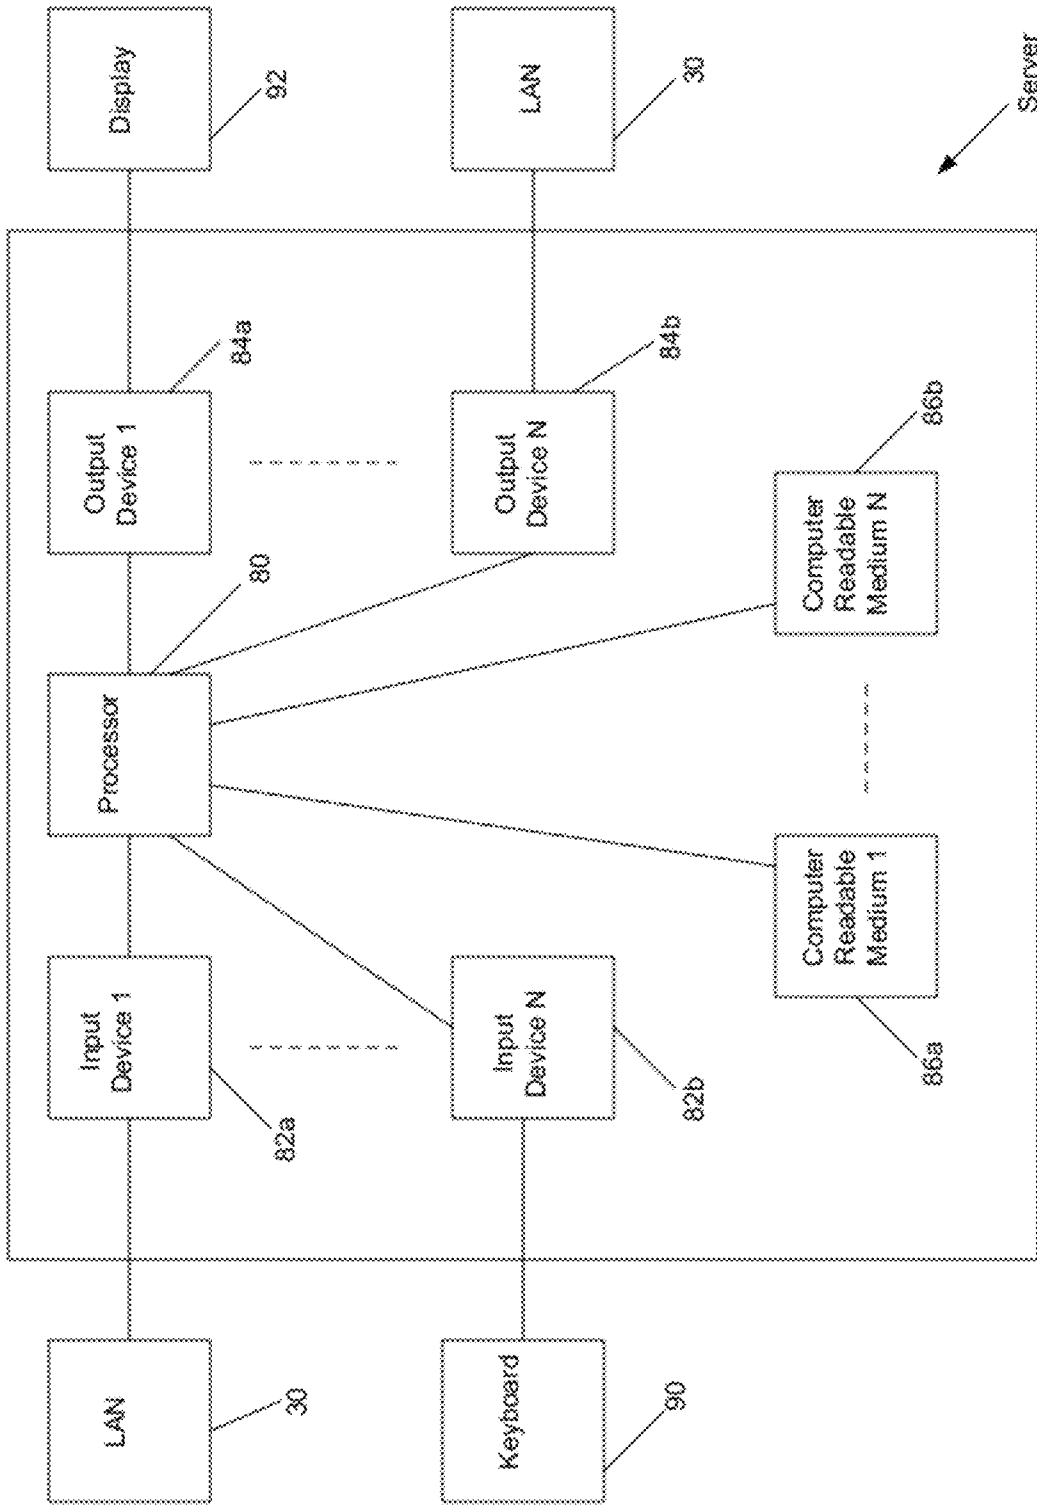 LAN
30
Input
Device 1
82a
Processor
80
Output
Device 1
84a
Display
92
Keyboard
90
Input
Device N
82b
Output
Device N
84b
LAN
30
Computer
Readable
Medium 1
86a
Computer
Readable
Medium N
86b
Server